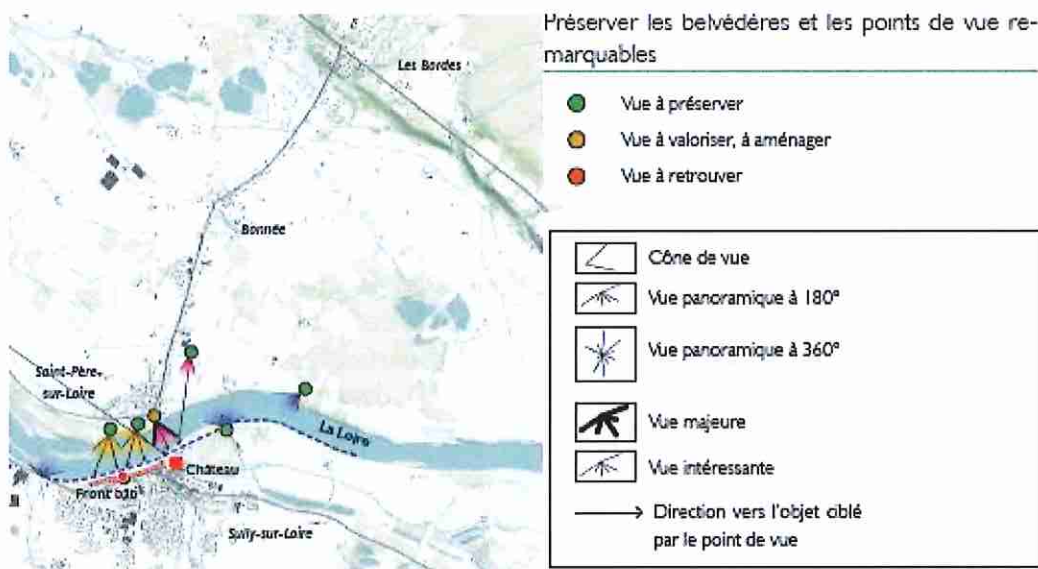 Préserver les belvédères et les points de vue re-
marquables
Vue à préserver
Vue à valoriser, à aménager
Vue à retrouver
Cône de vue
Vue panoramique à 180°
Vue panoramique à 360°
Vue majeure
Vue intéressante
Direction vers l'objet ciblé
par le point de vue
Les Bordes
Bonnée
Saint-Père-
sur-Loire
La Loire
Château
Front bâti
Sully-sur-Loire